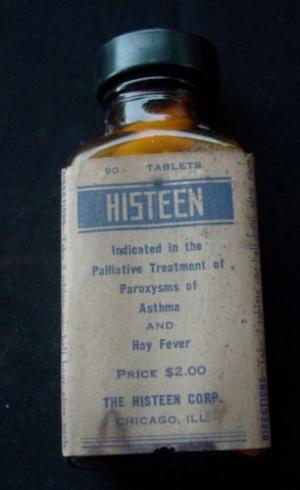 90 TABLETS
HISTEEN
Indicated in the
Palliative Treatment of
Paroxysms of
Asthma
AND
Hay Fever
PRICE $2.00
THE HISTEEN CORP.
CHICAGO, ILL.
DIRECTIONS